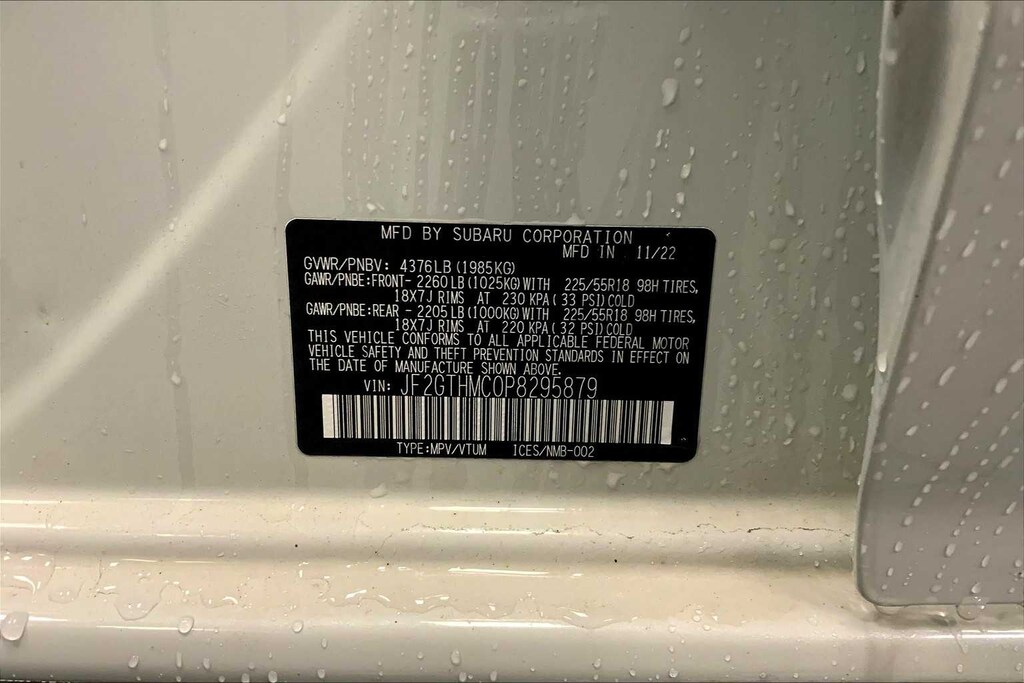 MFD BY SUBARU CORPORATION
MFD IN 11/22
GVWR/PNBV: 4376LB(1985KG)
GAWR/PNBE:FRONT- 2260LB(1025KG)WITH 225/55R18 98H TIRES,
18X7J RIMS AT 230 KPA( 33 PSI)COLD
GAWR/PNBE:REAR - 2205LB(1000KG)WITH 225/55R18 98H TIRES,
18X7J RIMS AT 220 KPA( 32 PSI)COLD
THIS VEHICLE CONFORMS TO ALL APPLICABLE FEDERAL MOTOR
VEHICLE SAFETY AND THEFT PREVENTION STANDARDS IN EFFECT ON
THE DATE OF MANUFACTURE SHOWN ABOVE.
VIN: JF2GTHMC0P8295879
TYPE:MPV/VTUM ICES/NMB-002